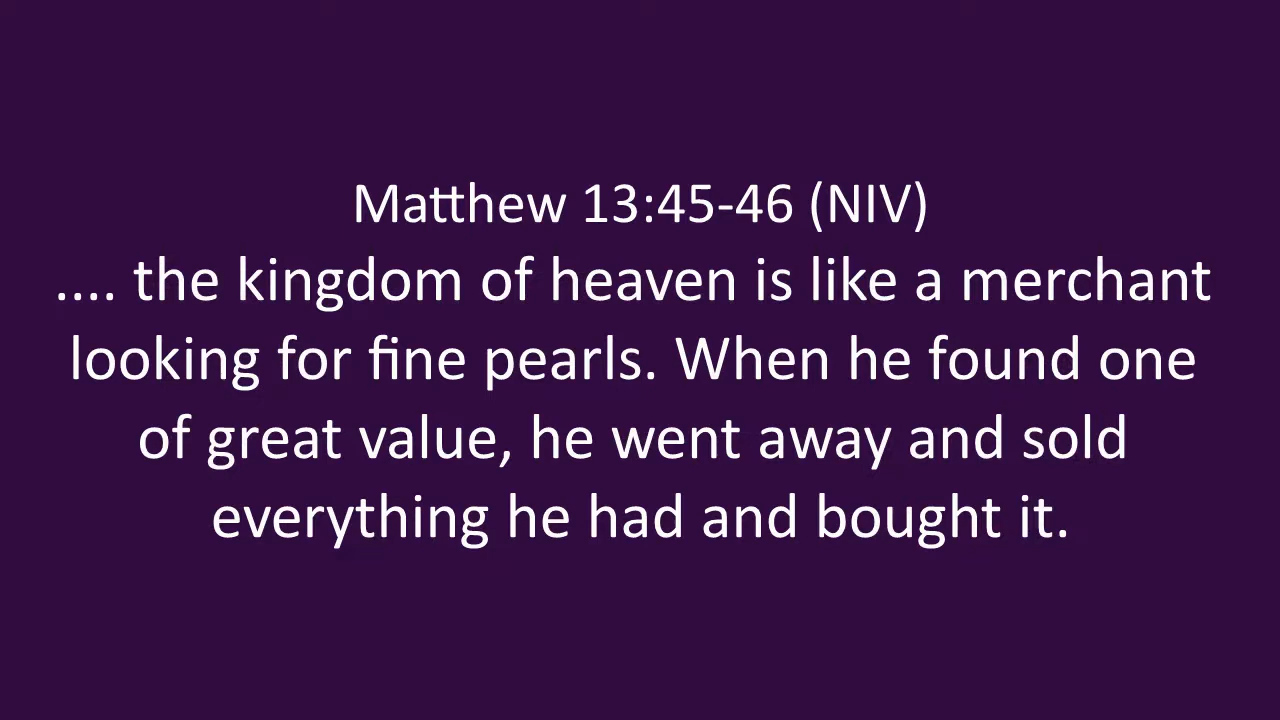 Matthew 13:45-46 (NIV)
.... the kingdom of heaven is like a merchant
looking for fine pearls. When he found one
of great value, he went away and sold
everything he had and bought it.